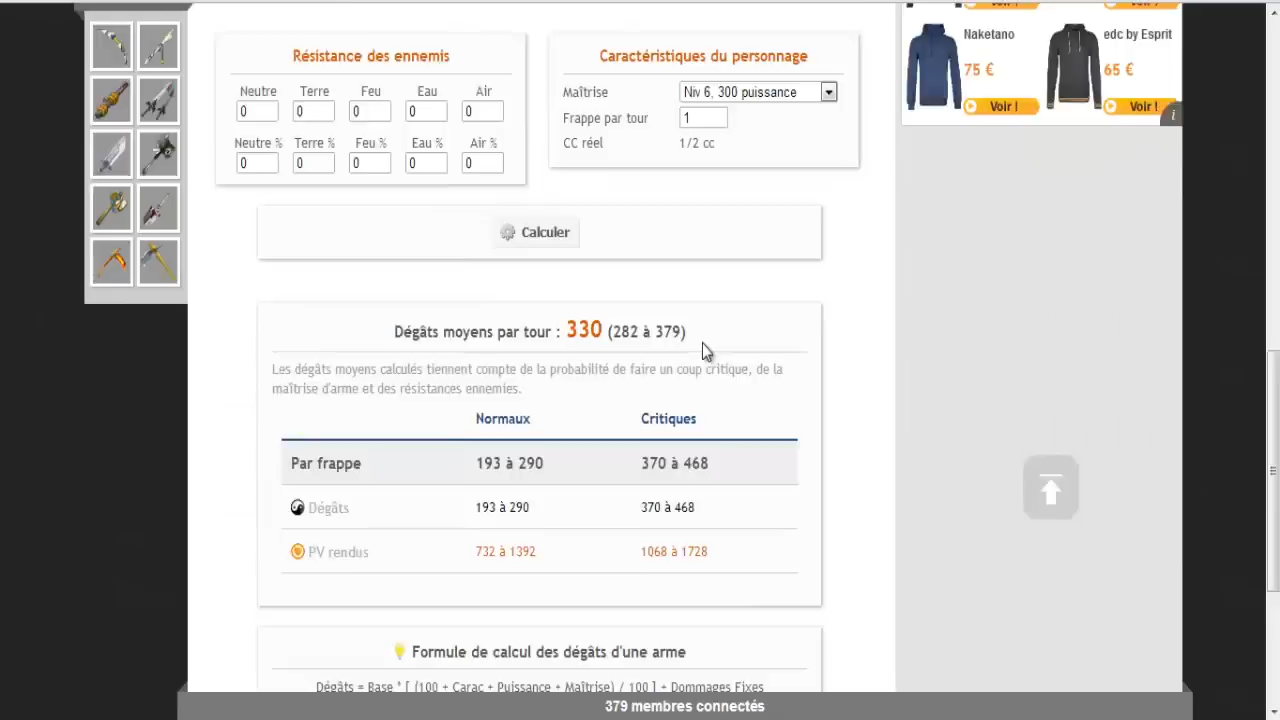 Voir !
Voir !
Naketano
75 €
Voir !
edc by Esprit
65 €
Voir !
i
Résistance des ennemis
Neutre Terre Feu Eau Air
0 0 0 0 0
Neutre % Terre % Feu % Eau % Air %
0 0 0 0 0
Caractéristiques du personnage
Maîtrise Niv 6, 300 puissance
Frappe par tour 1
CC réel 1/2 cc
Calculer
Dégâts moyens par tour : 330 (282 à 379)
Les dégâts moyens calculés tiennent compte de la probabilité de faire un coup critique, de la
maîtrise d'arme et des résistances ennemies.
Normaux Critiques
Par frappe 193 à 290 370 à 468
Dégâts 193 à 290 370 à 468
PV rendus 732 à 1392 1068 à 1728
Formule de calcul des dégâts d'une arme
Dégâts = Base * [ (100 + Carac + Puissance + Maîtrise) / 100 ] + Dommages Fixes
379 membres connectés